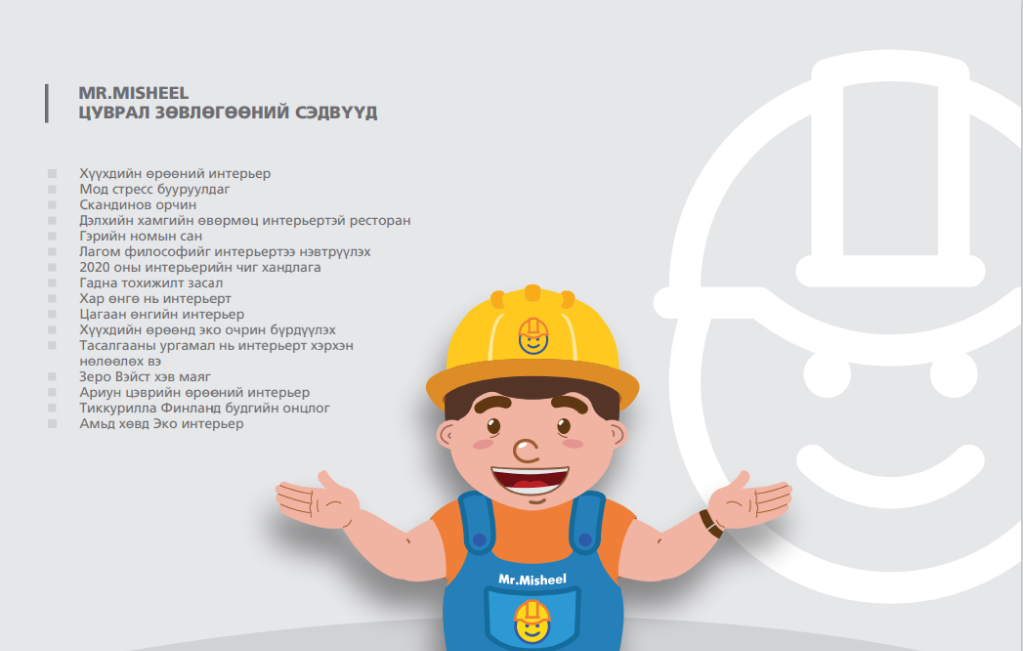 MR.MISHEEL
ЦУВРАЛ ЗӨВЛӨГӨӨНИЙ СЭДВҮҮД
Хүүхдийн өрөөний интерьер
Мод стресс бууруулдаг
Скандинов орчин
Дэлхийн хамгийн өвөрмөц интерьертэй ресторан
Гэрийн номын сан
Лагом философийг интерьертээ нэвтрүүлэх
2020 оны интерьерийн чиг хандлага
Гадна тохижилт засал
Хар өнгө нь интерьерт
Цагаан өнгийн интерьер
Хүүхдийн өрөөнд эко очрин бүрдүүлэх
Тасалгааны ургамал нь интерьерт хэрхэн
нөлөөлөх вэ
Зеро Вэйст хэв маяг
Ариун цэврийн өрөөний интерьер
Тиккурилла Финланд будгийн онцлог
Амьд хөвд Эко интерьер
Mr.Misheel